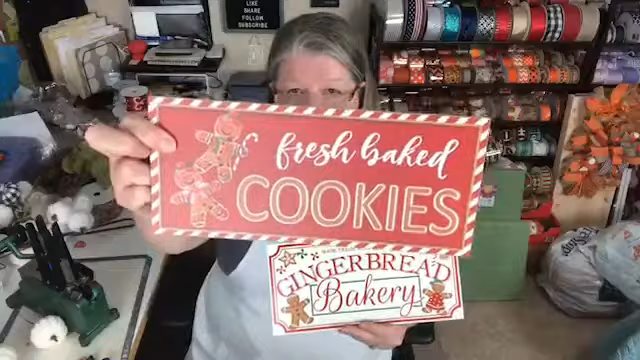 LIKE
SHARE
FOLLOW
SUBSCRIBE
fresh baked
COOKIES
GINGERBREAD
Bakery